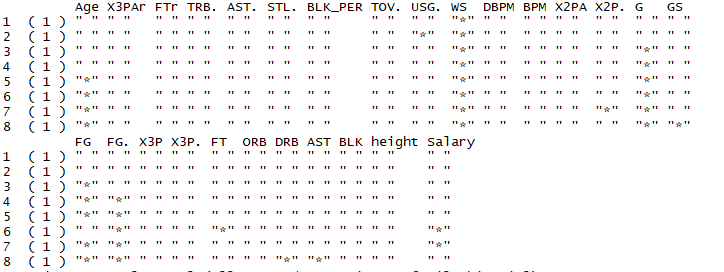 Age X3PAr FTr TRB. AST. STL. BLK_PER TOV. USG. WS DBPM BPM X2PA X2P. G GS
1 ( 1 ) " " " " " " " " " " " " " " " " " " "*" " " " " " " " " " " " "
2 ( 1 ) " " " " " " " " " " " " " " " " "*" "*" " " " " " " " " " " " "
3 ( 1 ) " " " " " " " " " " " " " " " " " " "*" " " " " " " " " "*" " "
4 ( 1 ) " " " " " " " " " " " " " " " " " " "*" " " " " " " " " "*" " "
5 ( 1 ) "*" " " " " " " " " " " " " " " " " "*" " " " " " " " " "*" " "
6 ( 1 ) "*" " " " " " " " " " " " " " " " " "*" " " " " " " " " "*" " "
7 ( 1 ) "*" " " " " " " " " " " " " " " " " "*" " " " " " " "*" "*" " "
8 ( 1 ) "*" " " " " " " " " " " " " " " " " "*" " " " " " " " " "*" "*"
FG FG. X3P X3P. FT ORB DRB AST BLK height Salary
1 ( 1 ) " " " " " " " " " " " " " " " " " " " " " "
2 ( 1 ) " " " " " " " " " " " " " " " " " " " " " "
3 ( 1 ) "*" " " " " " " " " " " " " " " " " " " " "
4 ( 1 ) "*" "*" " " " " " " " " " " " " " " " " " "
5 ( 1 ) "*" "*" " " " " " " " " " " " " " " " " " "
6 ( 1 ) " " "*" " " " " "*" " " " " " " " " " " "*"
7 ( 1 ) "*" "*" " " " " " " " " " " " " " " " " "*"
8 ( 1 ) "*" "*" " " " " " " " " "*" "*" " " " " " "